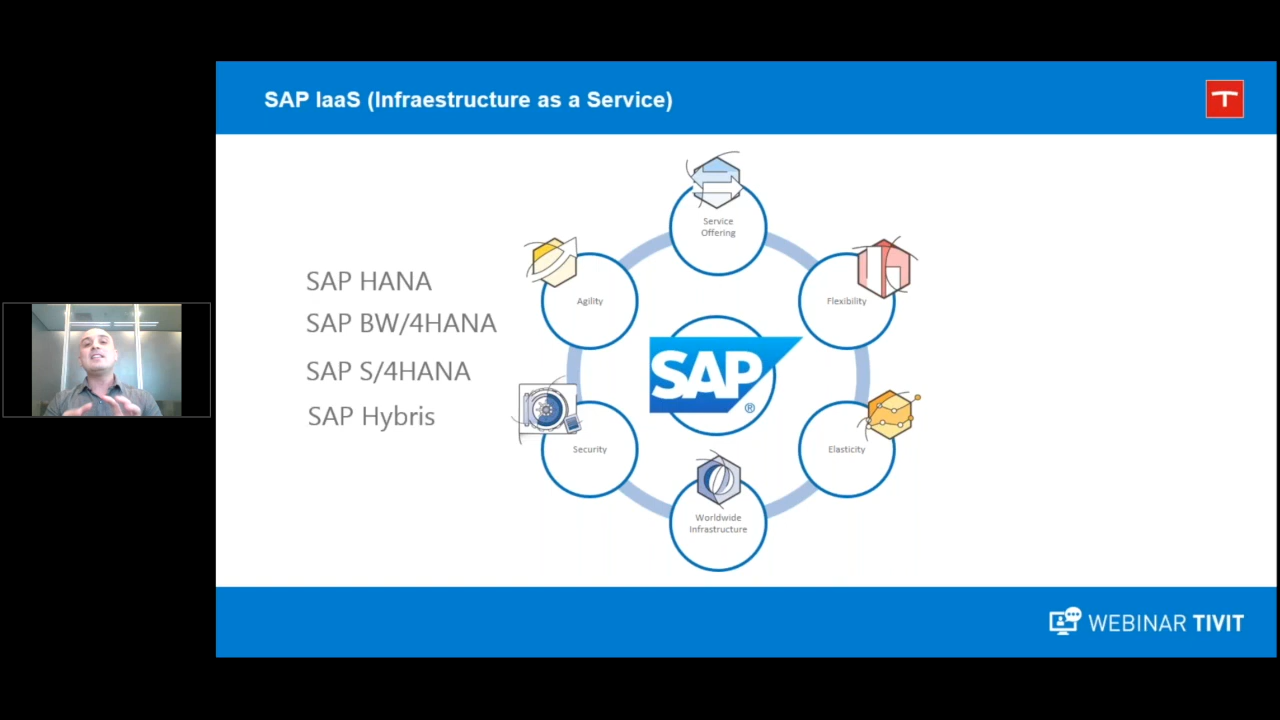 SAP IaaS (Infraestructure as a Service)
SAP HANA
SAP BW/4HANA
SAP S/4HANA
SAP Hybris
Service
Offering
Agility
Flexibility
SAP
®
Security
Elasticity
Worldwide
Infrastructure
WEBINAR TIVIT